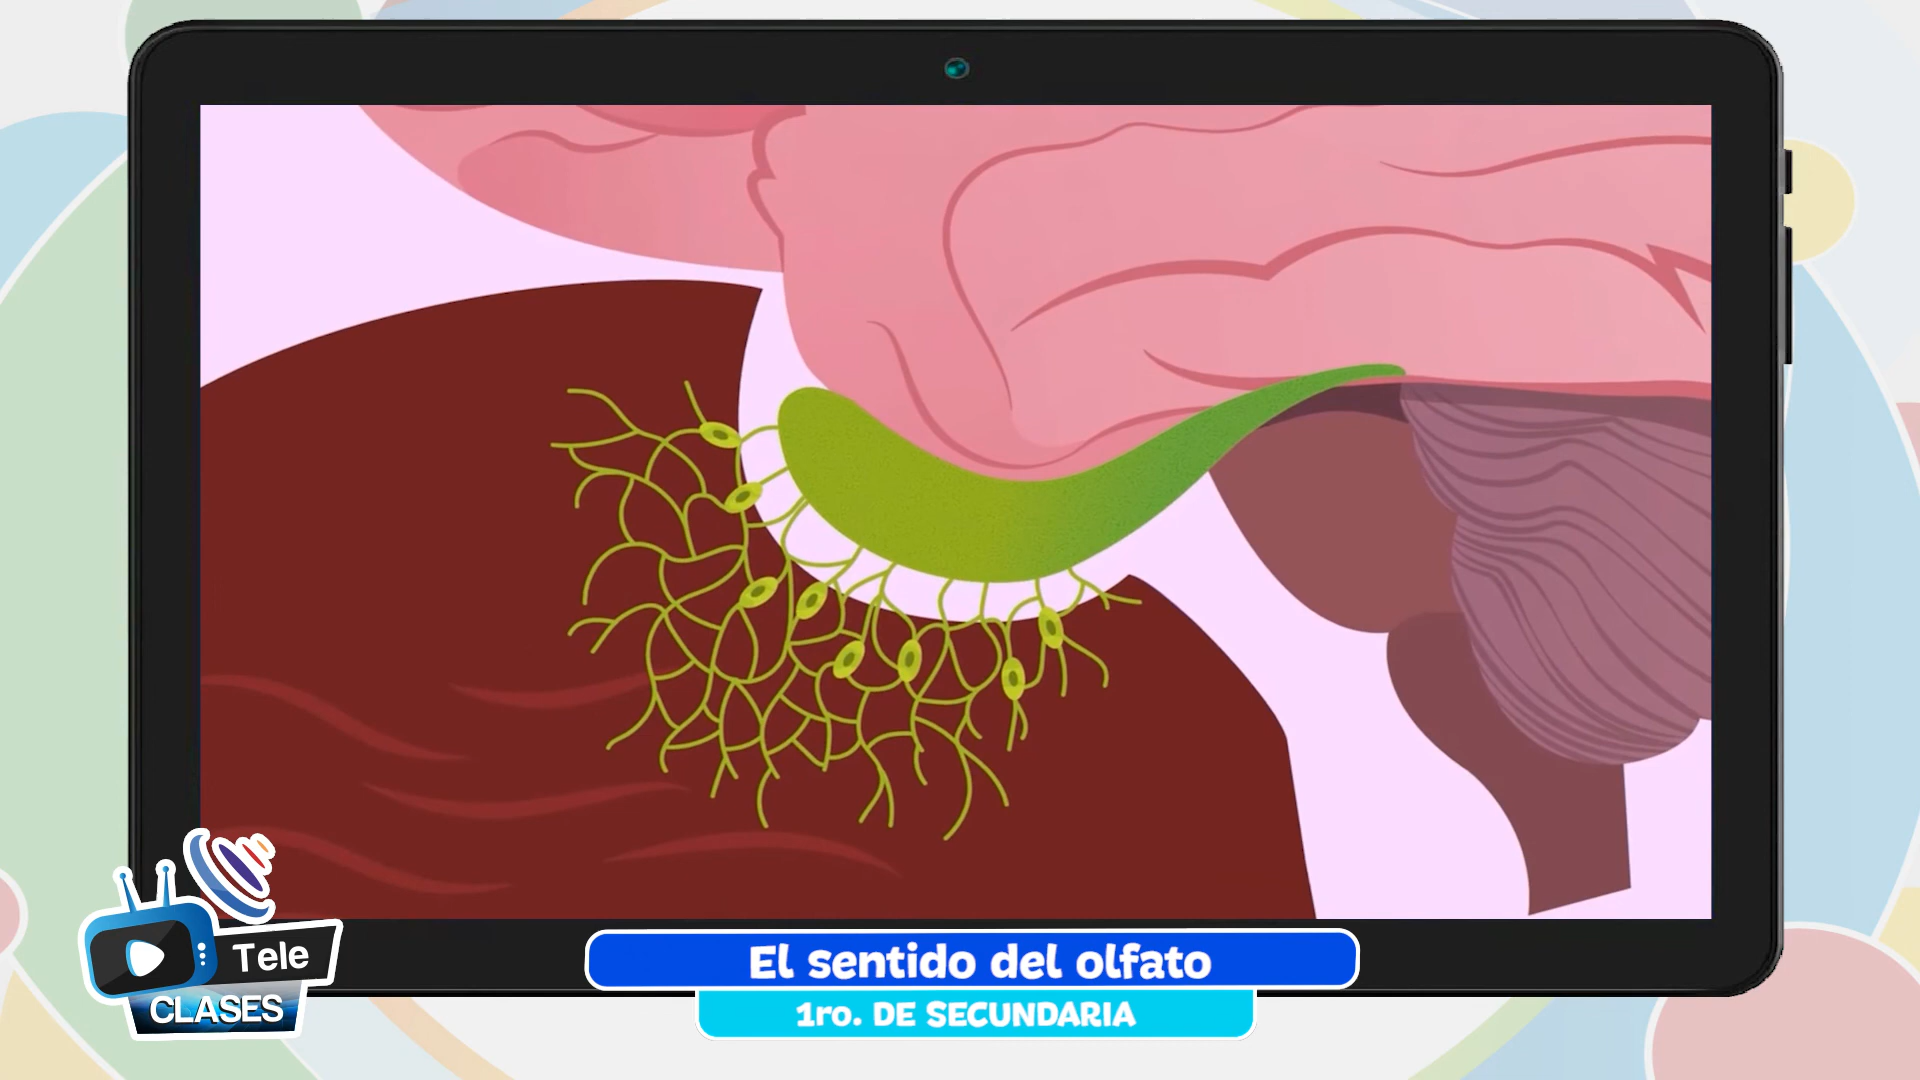 Tele
CLASES
El sentido del olfato
1ro. DE SECUNDARIA